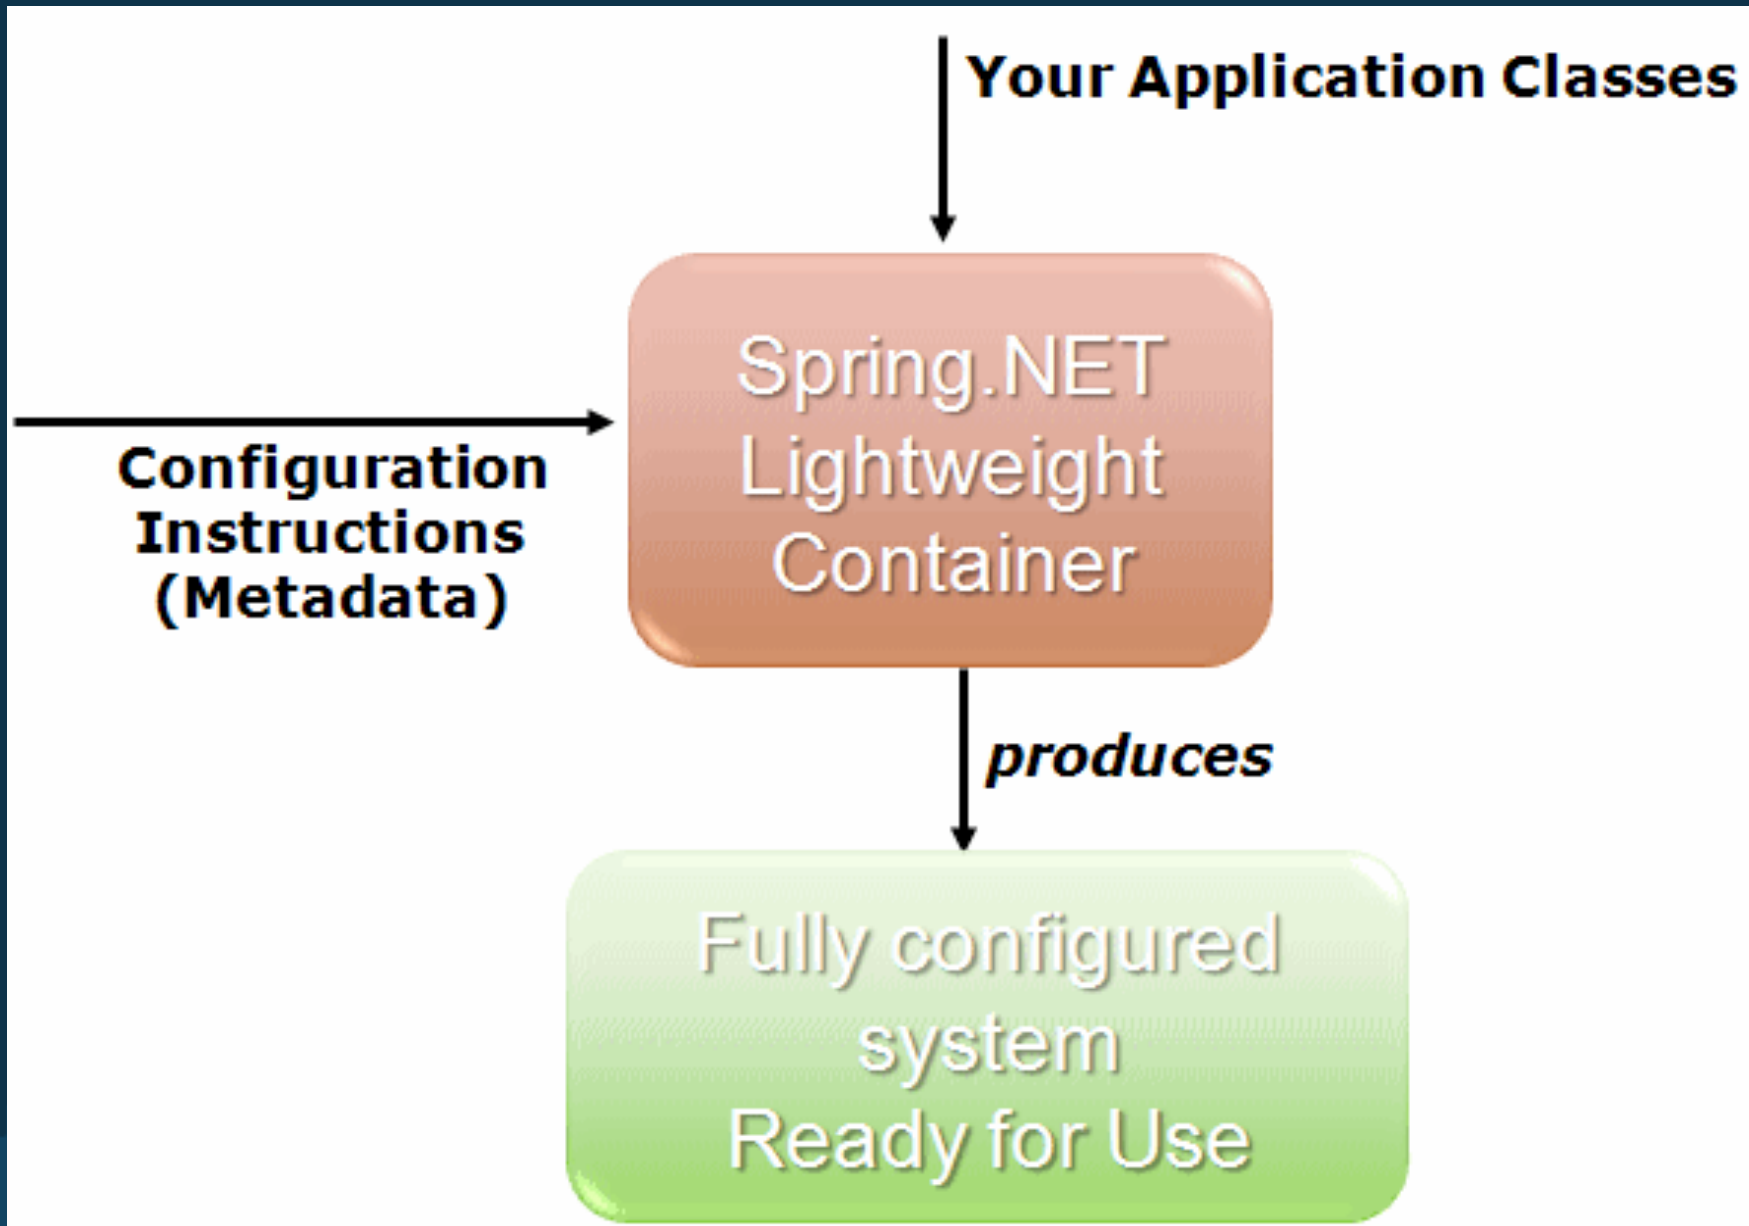 Your Application Classes
Spring.NET
Lightweight
Container
Configuration
Instructions
(Metadata)
produces
Fully configured
system
Ready for Use